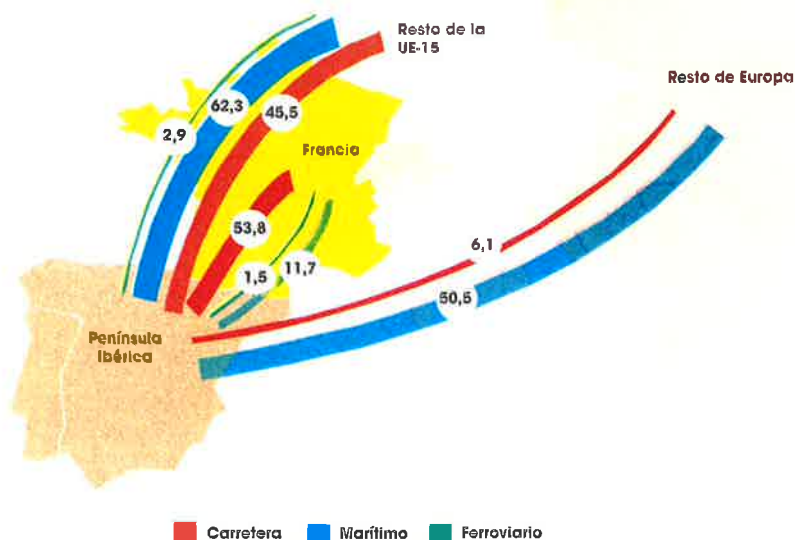 Resto de la
UE-15
Resto de Europa
62,3
45,5
2,9
Francia
53,8
6,1
1,5
11,7
50,5
Península
Ibérica
Carretera
Marítimo
Ferroviario